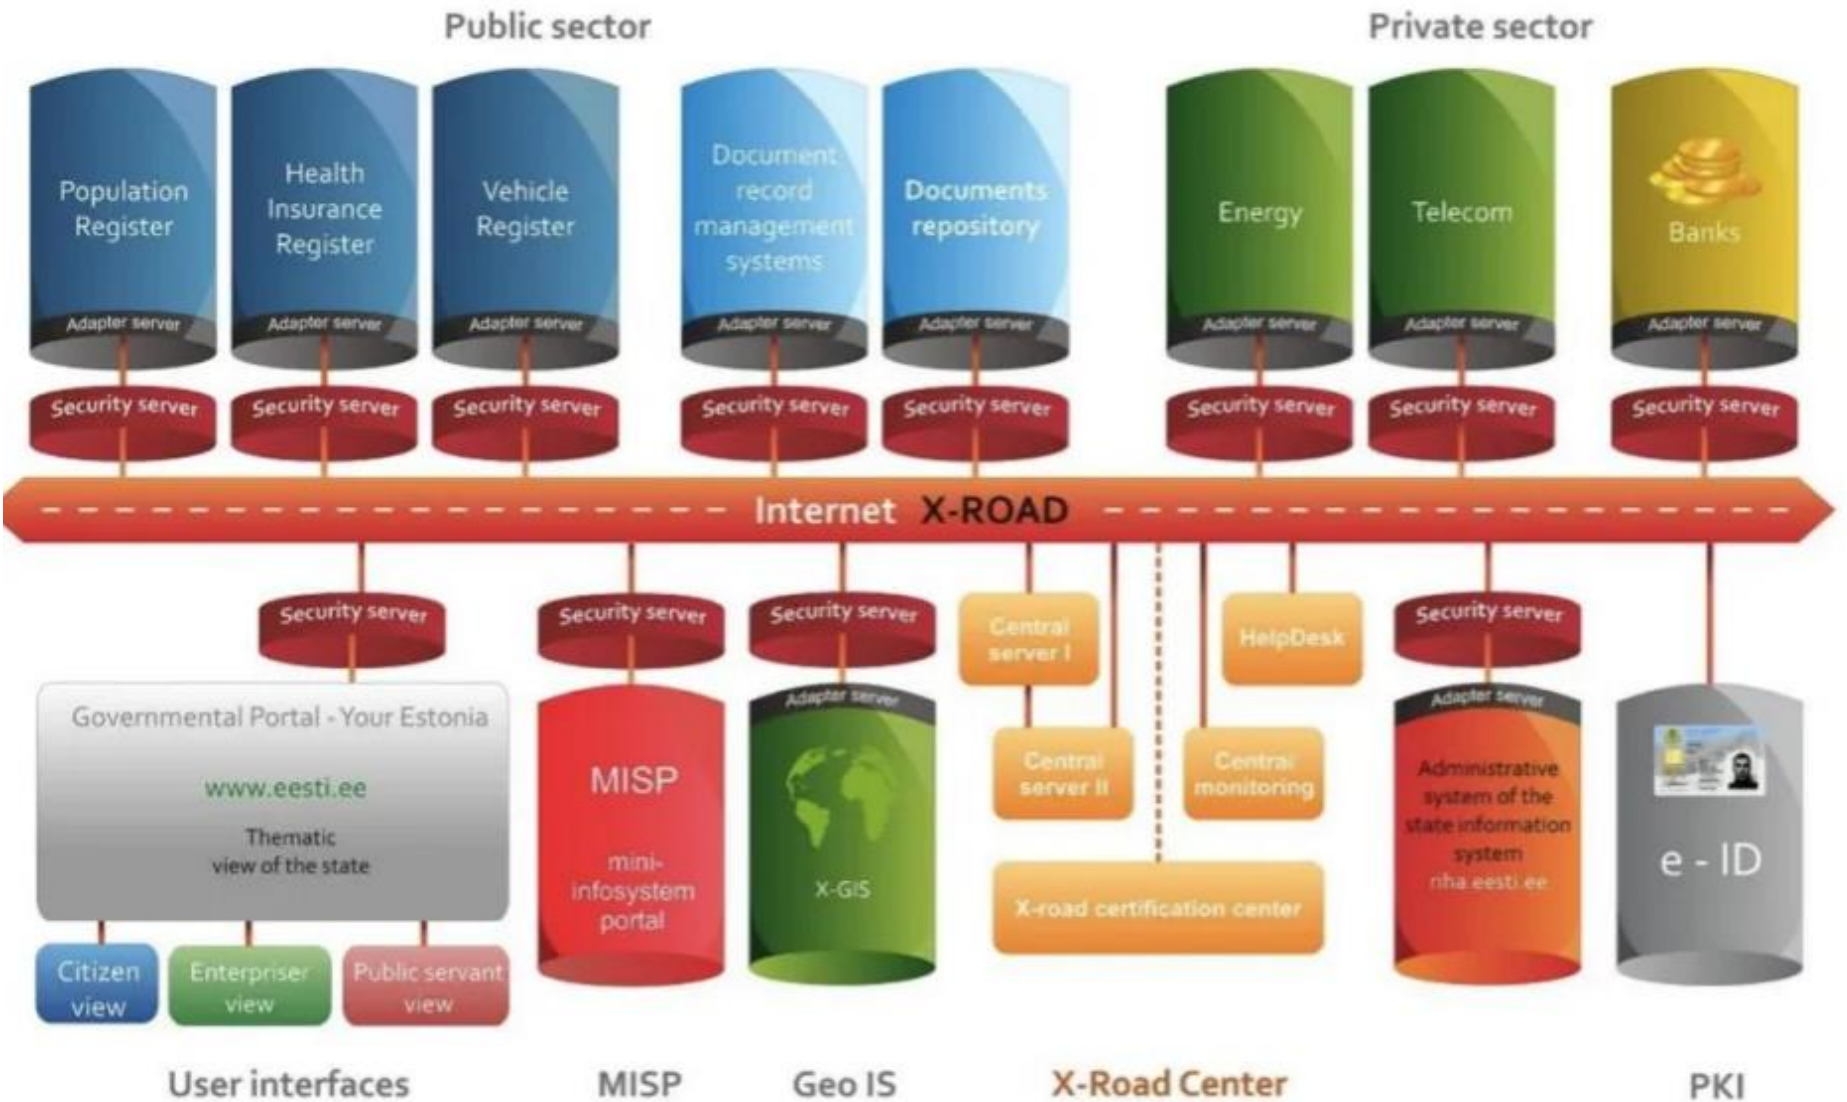 Public sector
Private sector
Population
Register
Adapter server
Security server
Health
Insurance
Register
Adapter server
Security server
Vehicle
Register
Adapter server
Security server
Document
record
management
systems
Adapter server
Security server
Documents
repository
Adapter server
Security server
Energy
Adapter server
Security server
Telecom
Adapter server
Security server
Banks
Adapter server
Security server
Internet X-ROAD
Security server
Governmental Portal - Your Estonia
www.eesti.ee
Thematic
view of the state
Citizen
view
Enterpriser
view
Public servant
view
User interfaces
Security server
MISP
mini-
infosystem
portal
MISP
Security server
Adapter server
X-GIS
Geo IS
Central
server I
HelpDesk
Central
server II
Central
monitoring
X-road certification center
X-Road Center
Security server
Adapter server
Administrative
system of the
state information
system
riha.eesti.ee
e - ID
PKI